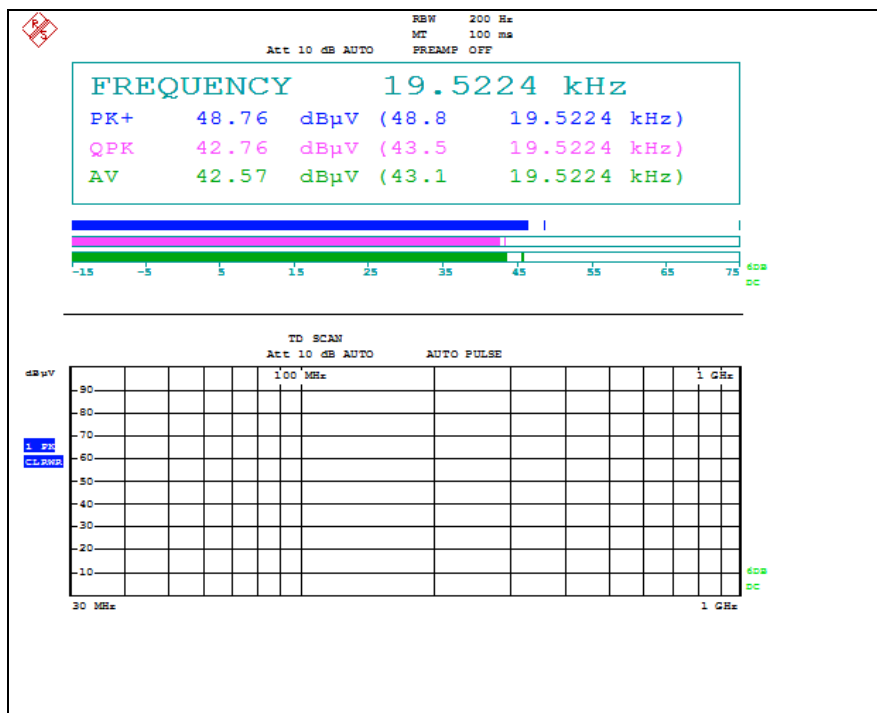 R
S
RBW 200 Hz
MT 100 ms
Att 10 dB AUTO PREAMP OFF
FREQUENCY 19.5224 kHz
PK+ 48.76 dBµV (48.8 19.5224 kHz)
QPK 42.76 dBµV (43.5 19.5224 kHz)
AV 42.57 dBµV (43.1 19.5224 kHz)
-15 -5 5 15 25 35 45 55 65 75
6DB
DC
TD SCAN
Att 10 dB AUTO AUTO PULSE
dBµV
100 MHz 1 GHz
90
80
70
1 PK
60
CLRWR
50
40
30
20
10
6DB
DC
30 MHz 1 GHz